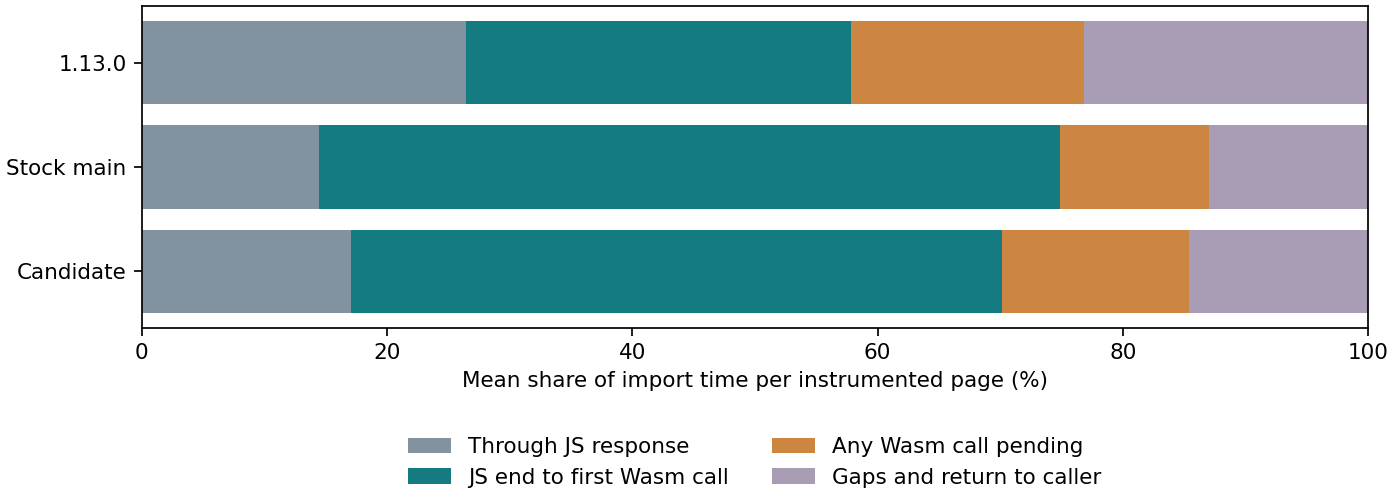 1.13.0
Stock main
Candidate
0 20 40 60 80 100
Mean share of import time per instrumented page (%)
Through JS response
JS end to first Wasm call
Any Wasm call pending
Gaps and return to caller